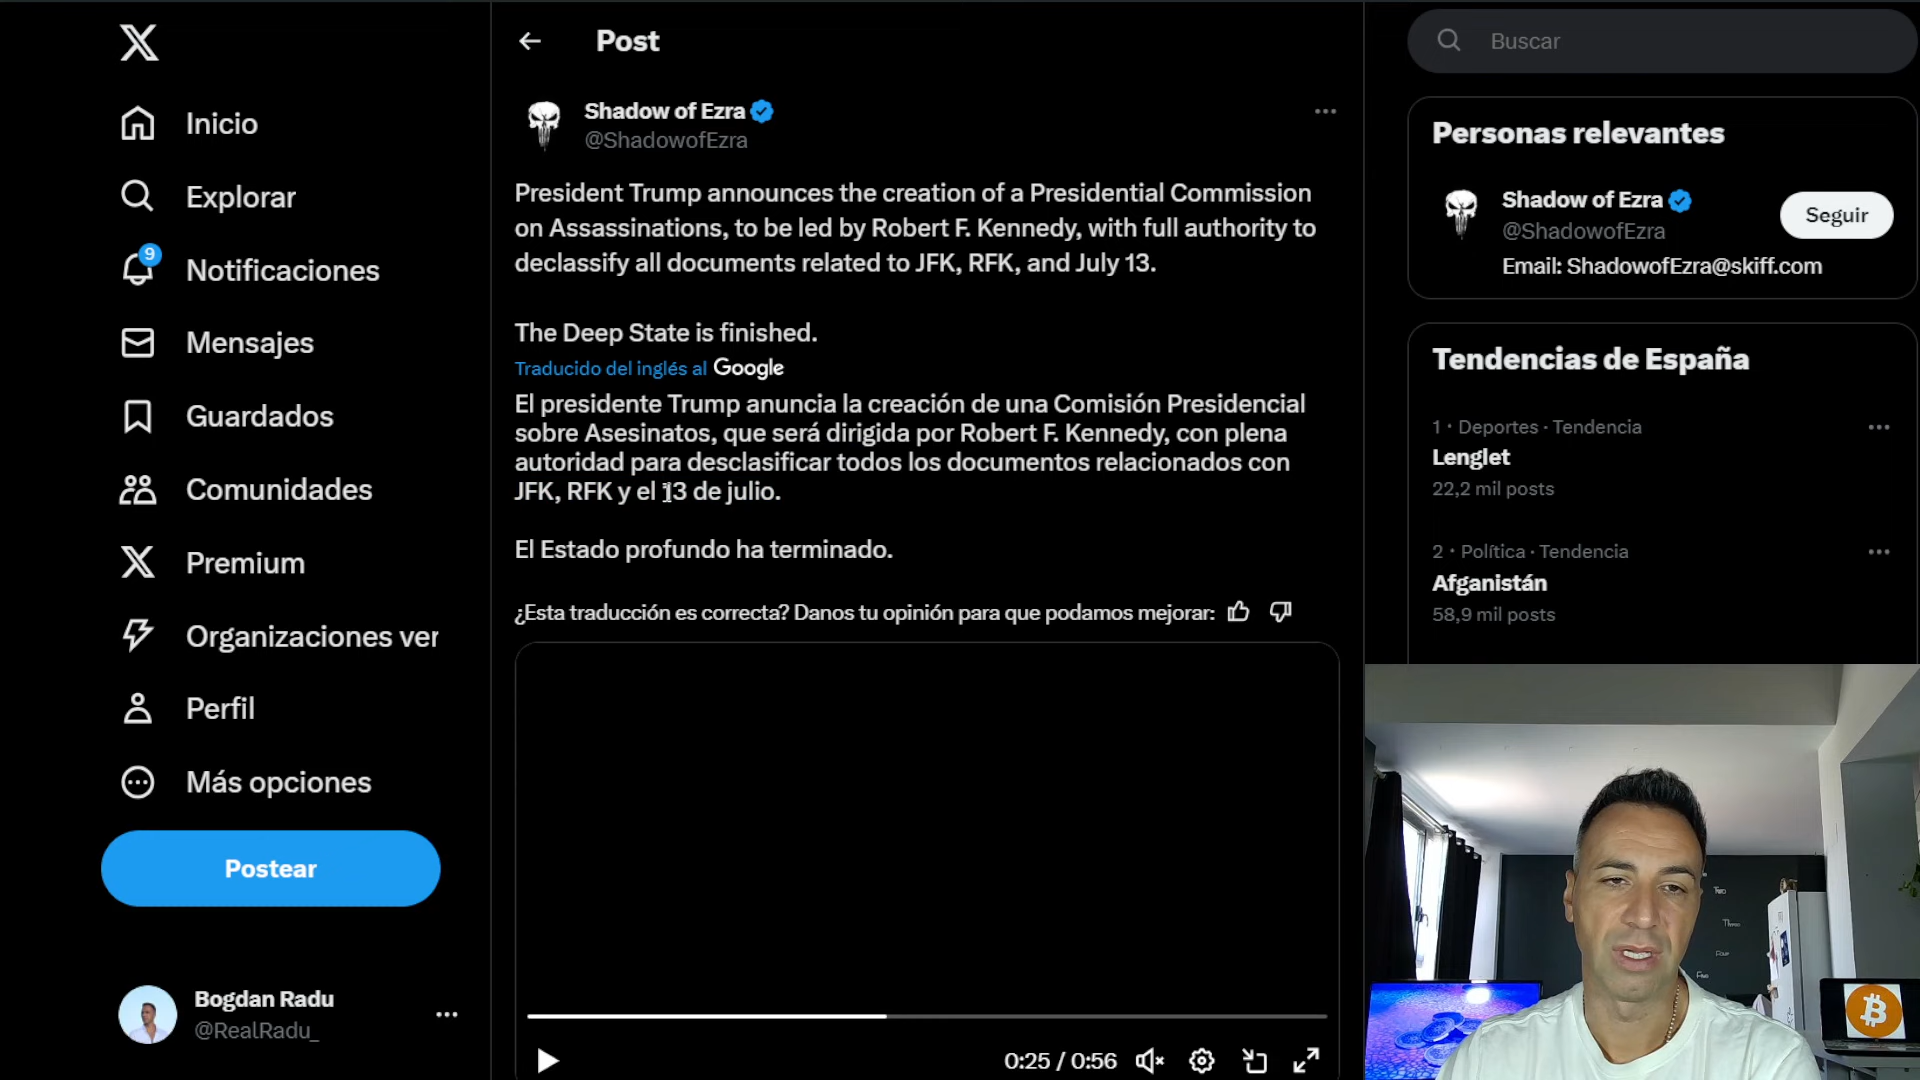 Inicio
Explorar
9
Notificaciones
Mensajes
Guardados
Comunidades
Premium
Organizaciones ver
Perfil
Más opciones
Postear
Bogdan Radu
@RealRadu_
Post
Shadow of Ezra
@ShadowofEzra
President Trump announces the creation of a Presidential Commission
on Assassinations, to be led by Robert F. Kennedy, with full authority to
declassify all documents related to JFK, RFK, and July 13.
The Deep State is finished.
Traducido del inglés al Google
El presidente Trump anuncia la creación de una Comisión Presidencial
sobre Asesinatos, que será dirigida por Robert F. Kennedy, con plena
autoridad para desclasificar todos los documentos relacionados con
JFK, RFK y el 13 de julio.
El Estado profundo ha terminado.
¿Esta traducción es correcta? Danos tu opinión para que podamos mejorar:
0:25 / 0:56
Buscar
Personas relevantes
Shadow of Ezra
@ShadowofEzra
Seguir
Email: ShadowofEzra@skiff.com
Tendencias de España
1 · Deportes · Tendencia
Lenglet
22,2 mil posts
2 · Política · Tendencia
Afganistán
58,9 mil posts